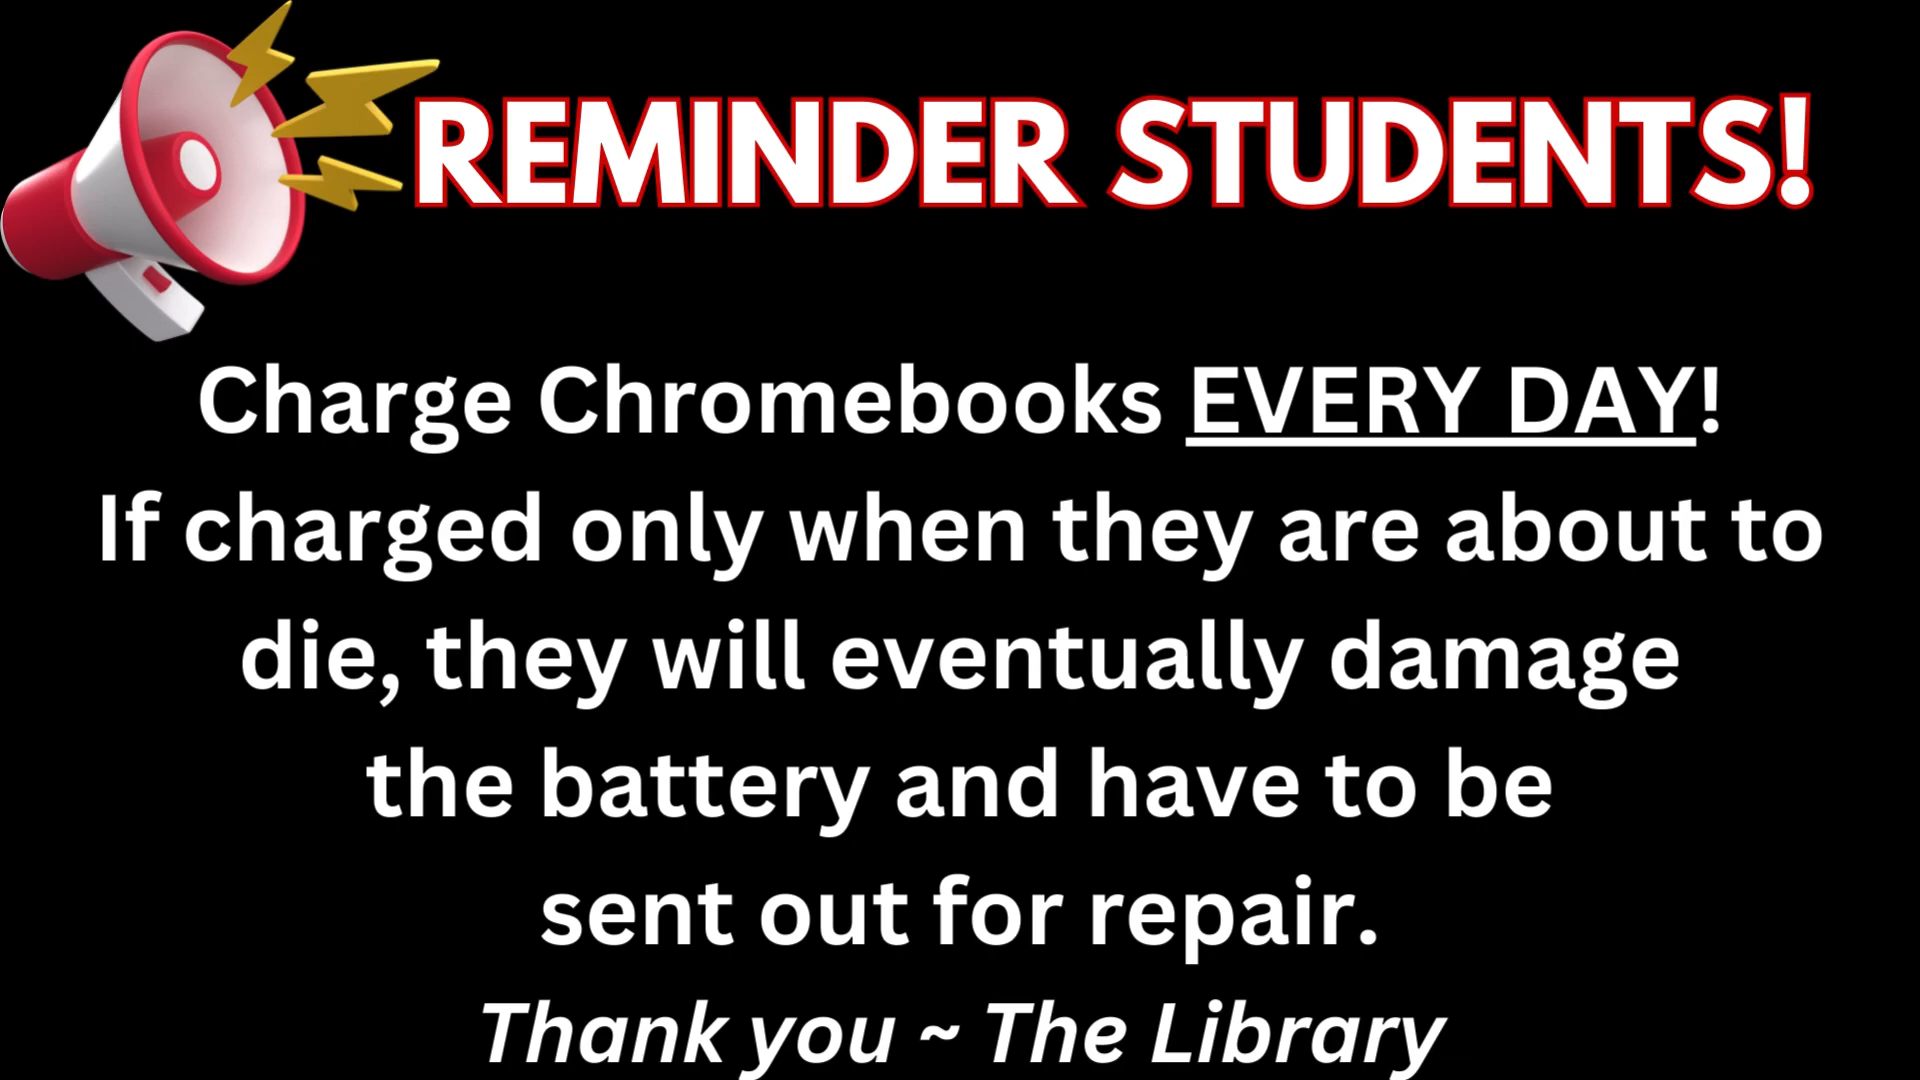 REMINDER STUDENTS!
Charge Chromebooks EVERY DAY!
If charged only when they are about to
die, they will eventually damage
the battery and have to be
sent out for repair.
Thank you ~ The Library